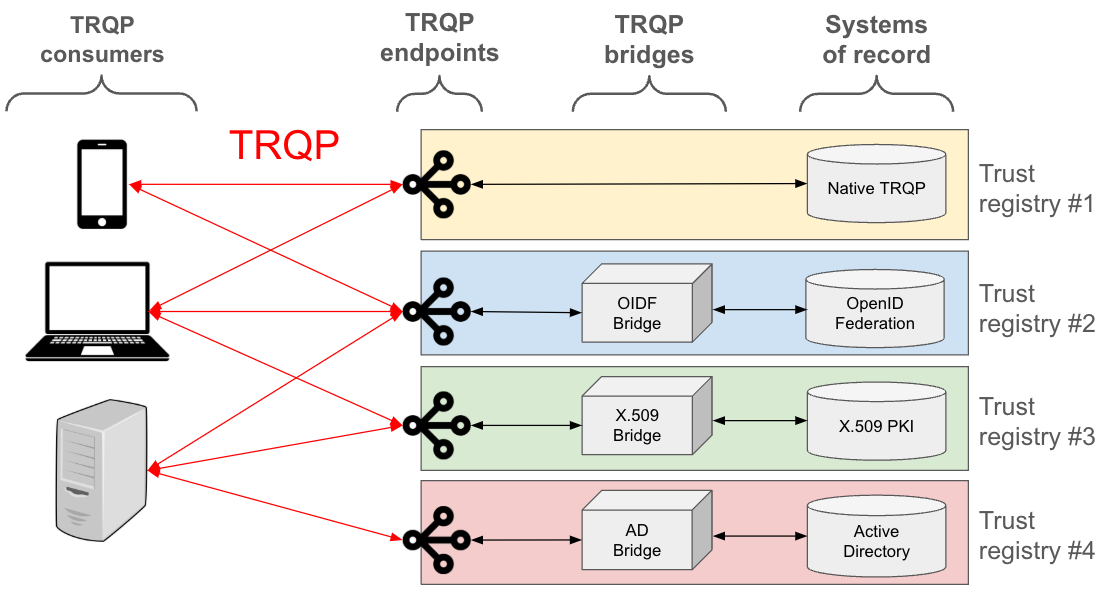 TRQP
consumers
TRQP
endpoints
TRQP
bridges
Systems
of record
TRQP
Native TRQP
Trust
registry #1
OIDF
Bridge
OpenID
Federation
Trust
registry #2
X.509
Bridge
X.509 PKI
Trust
registry #3
AD
Bridge
Active
Directory
Trust
registry #4